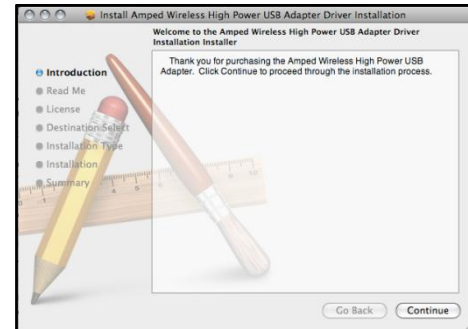 Install Amped Wireless High Power USB Adapter Driver Installation
Welcome to the Amped Wireless High Power USB Adapter Driver
Installation Installer
Introduction
Read Me
License
Destination Select
Installation Type
Installation
Summary
Thank you for purchasing the Amped Wireless High Power USB
Adapter. Click Continue to proceed through the installation process.
Go Back
Continue